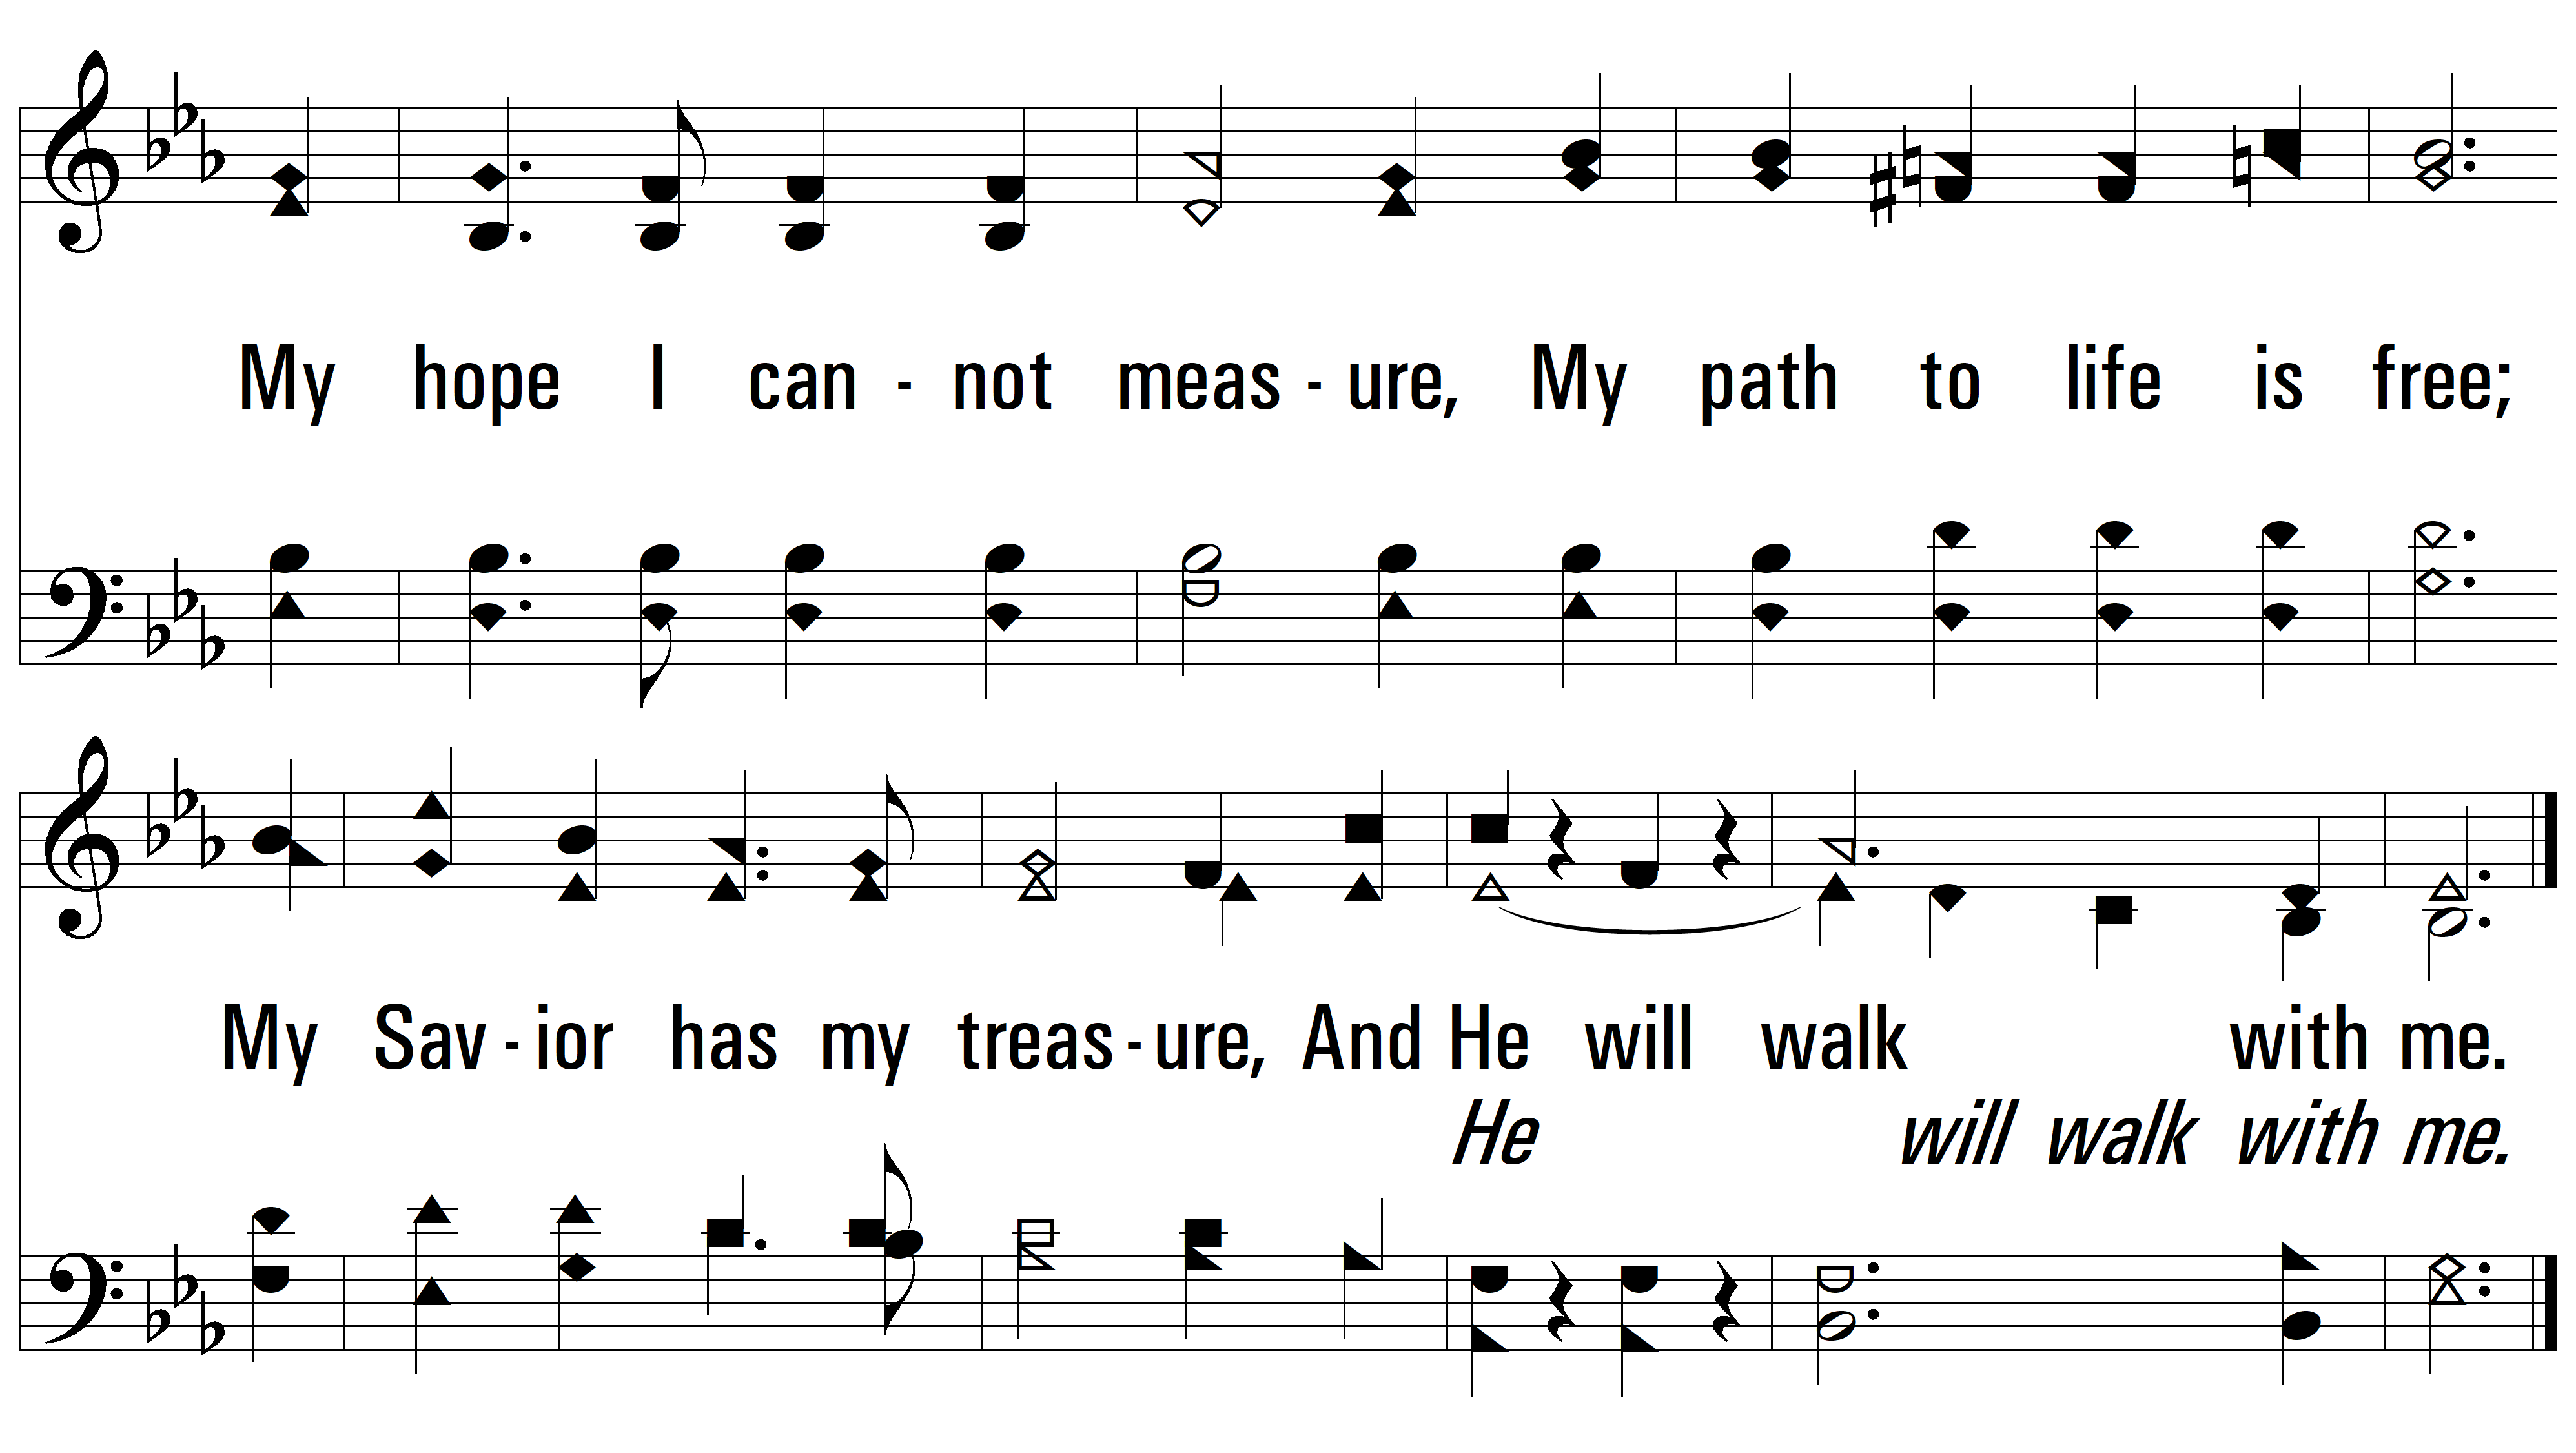 My hope I can - not meas - ure, My path to life is free;
My Sav - ior has my treas - ure, And He will walk with me.
He will walk with me.